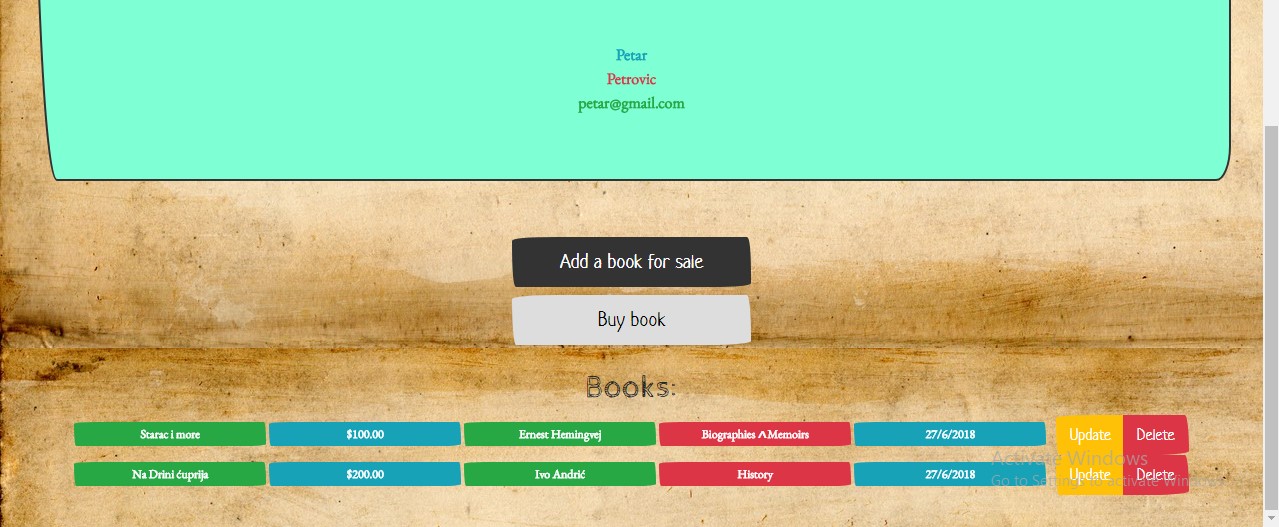 Petar
Petrovic
petar@gmail.com
Add a book for sale
Buy book
Books:
Starac i more $100.00 Ernest Hemingvej Biographies ^Memoirs 27/6/2018 Update Delete
Activate Windows
Na Drini ćuprija $200.00 Ivo Andrić History 27/6/2018 Update Delete
Go to Settings to activate Windows.